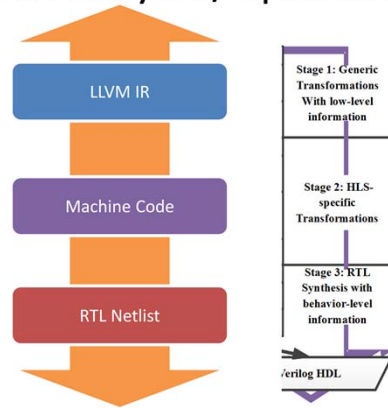 LLVM IR
Machine Code
RTL Netlist
Stage 1: Generic
Transformations
With low-level
information
Stage 2: HLS-
specific
Transformations
Stage 3: RTL
Synthesis with
behavior-level
information
Verilog HDL